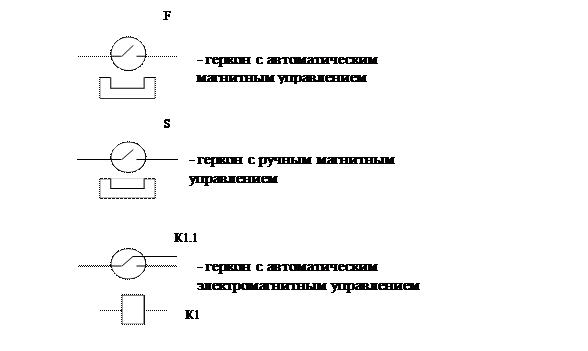 F
- геркон с автоматическим
магнитным управлением
S
- геркон с ручным магнитным
управлением
K1.1
- геркон с автоматическим
электромагнитным управлением
K1